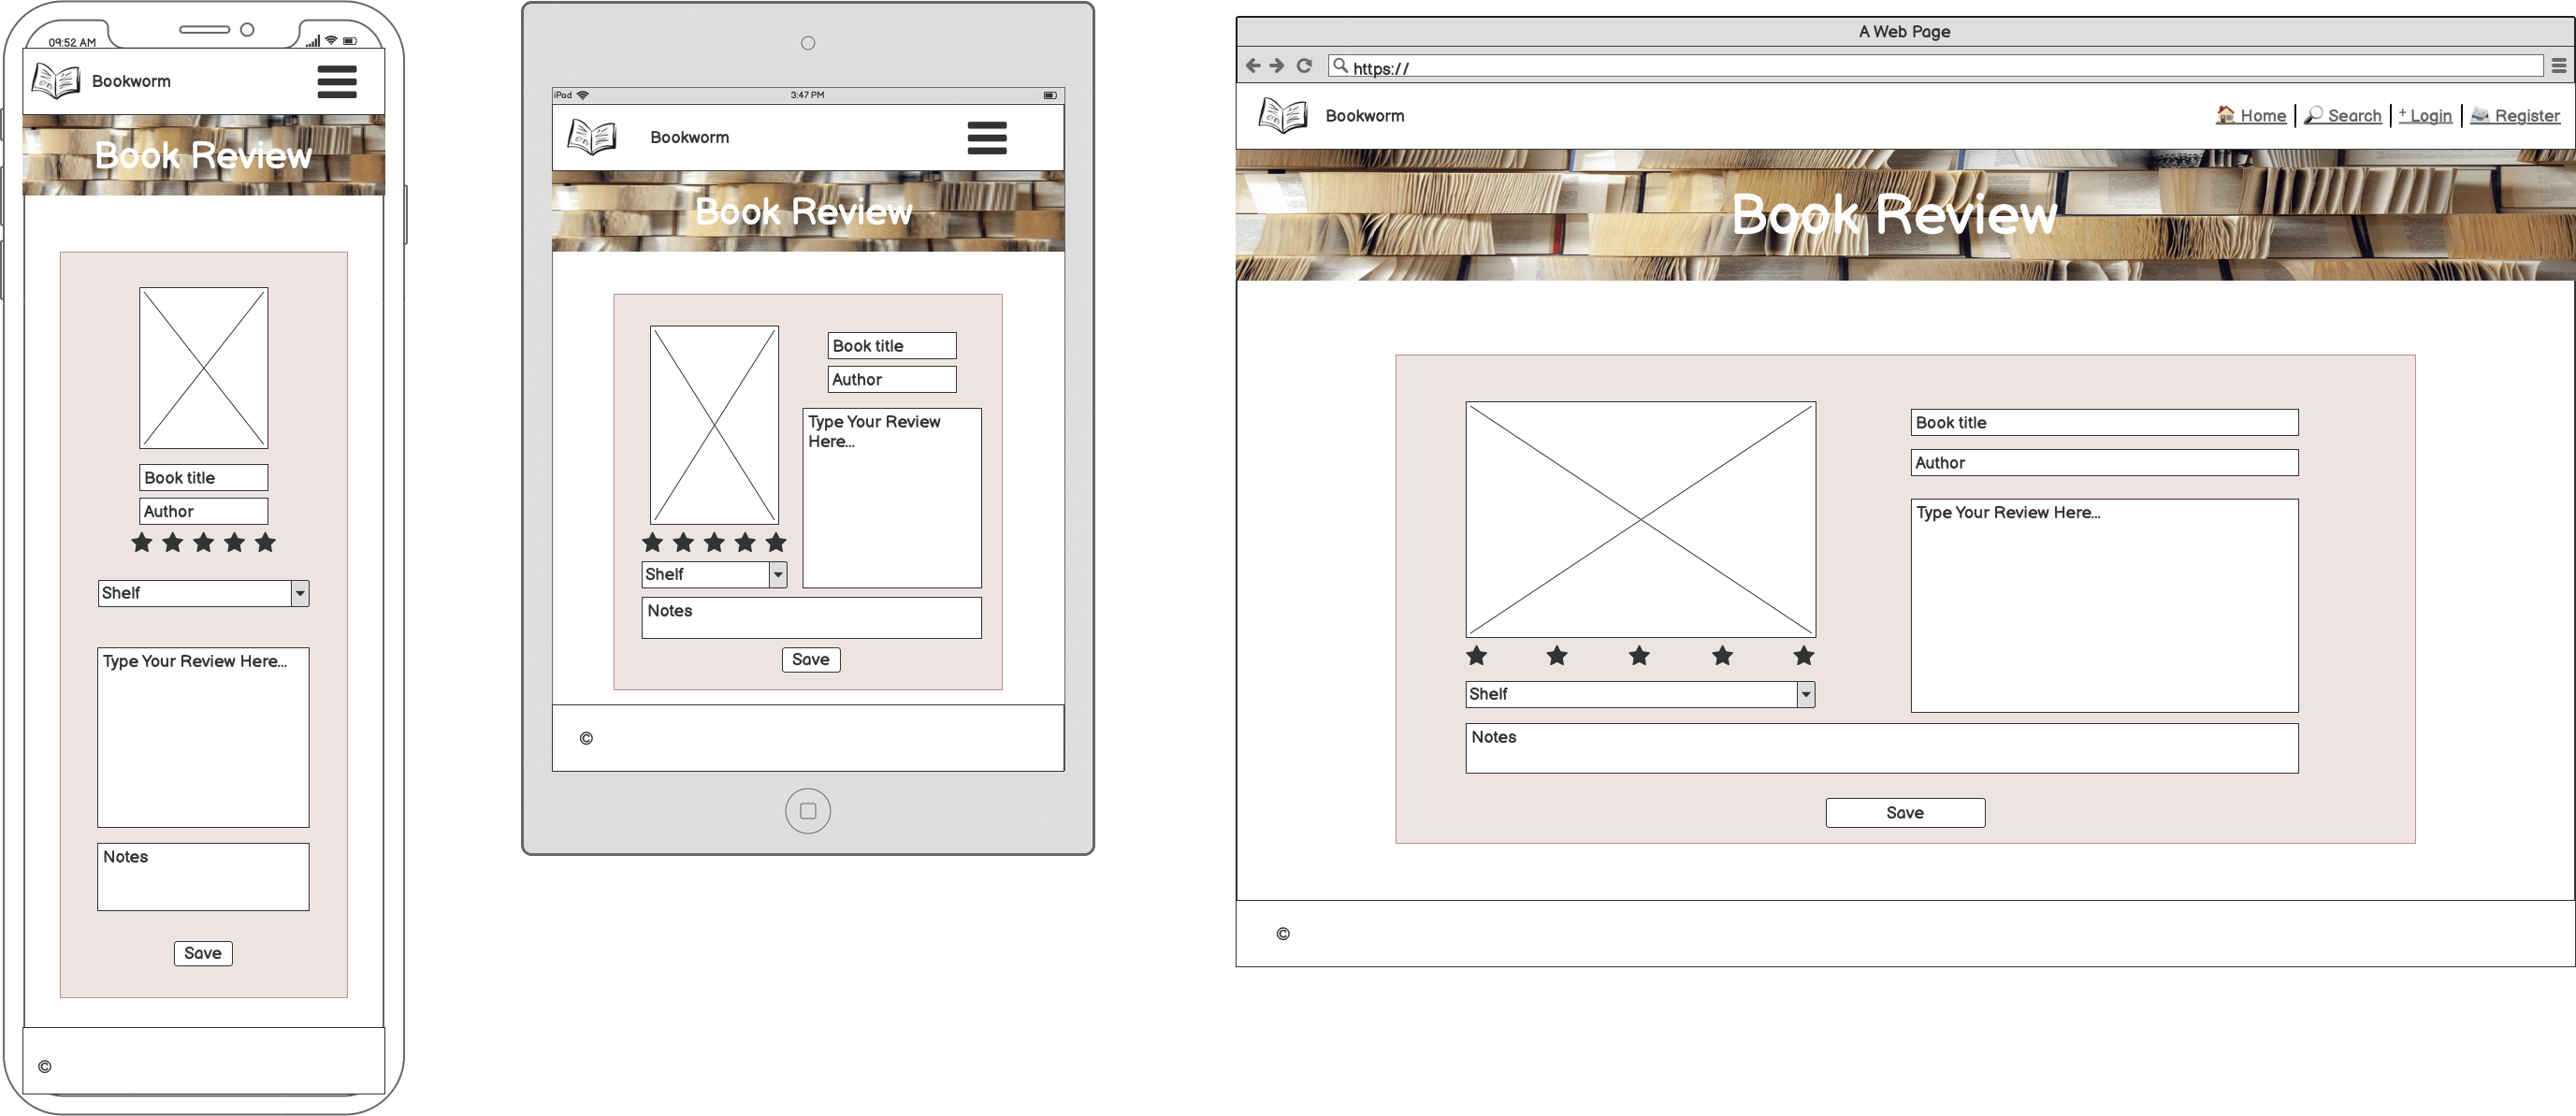 09:52 AM
Bookworm
Book Review
Book title
Author
Shelf
Type Your Review Here...
Notes
Save
©
iPad
3:47 PM
Bookworm
Book Review
Book title
Author
Type Your Review
Here...
Shelf
Notes
Save
©
A Web Page
https://
Bookworm
Home | Search | + Login | Register
Book Review
Book title
Author
Type Your Review Here...
Shelf
Notes
Save
©